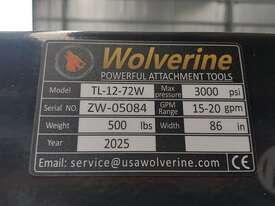 Wolverine
POWERFUL ATTACHMENT TOOLS
Model TL-12-72W Max pressure 3000 psi
Serial NO. ZW-05084 GPM Range 15-20 gpm
Weight 500 lbs Width 86 in
Year 2025
Email: service@usawolverine.com